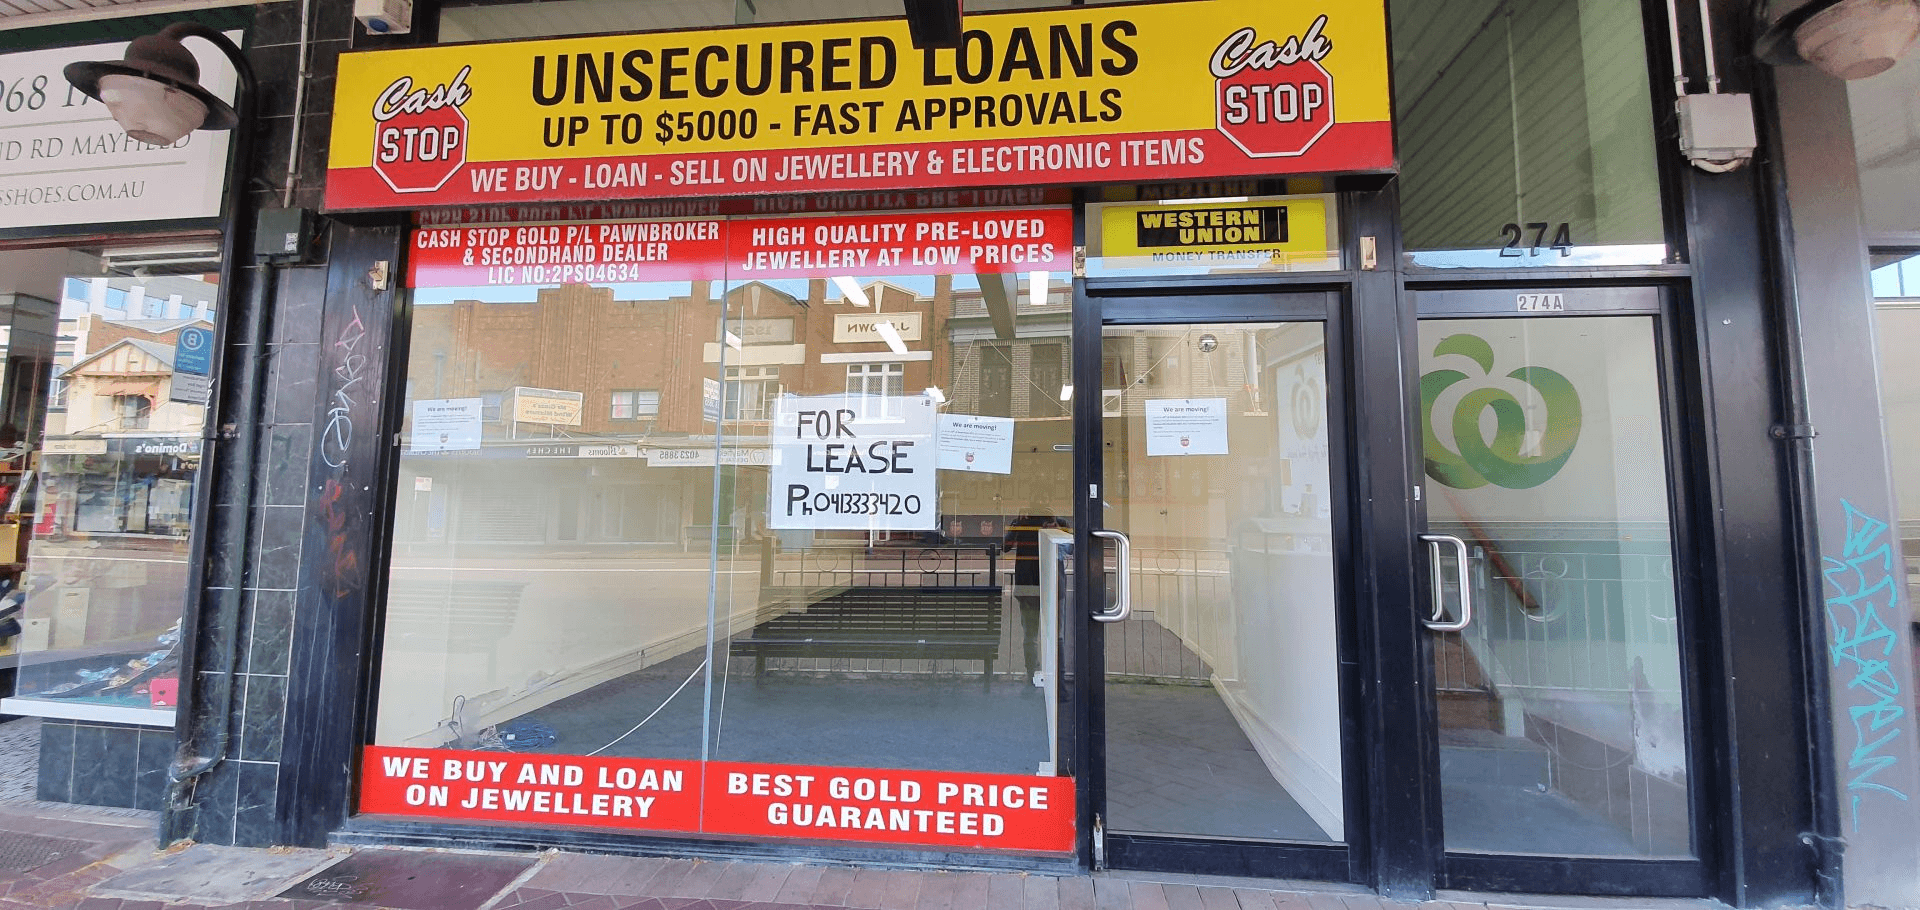 Cash
STOP
UNSECURED LOANS
UP TO $5000 - FAST APPROVALS
WE BUY - LOAN - SELL ON JEWELLERY & ELECTRONIC ITEMS
Cash
STOP
968
RD MAYFIELD
SSHOES.COM.AU
CASH STOP GOLD P/L PAWNBROKER
& SECONDHAND DEALER
LIC NO:2PS04634
HIGH QUALITY PRE-LOVED
JEWELLERY AT LOW PRICES
WESTERN
UNION
MONEY TRANSFER
274
274A
We are moving!
FOR
LEASE
Ph 0413333420
We are moving!
We are moving!
WE BUY AND LOAN
ON JEWELLERY
BEST GOLD PRICE
GUARANTEED